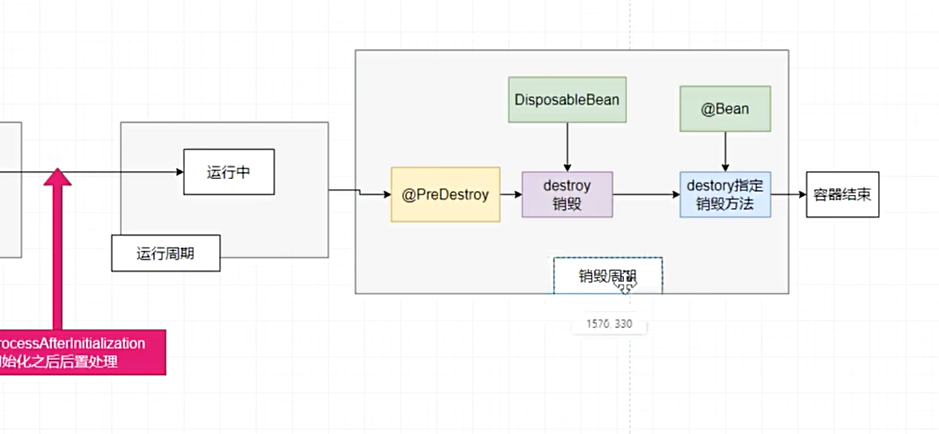 DisposableBean
@Bean
运行中
@PreDestroy
destroy
销毁
destory指定
销毁方法
容器结束
运行周期
销毁周期
1570, 330
rocessAfterInitialization
始化之后后置处理